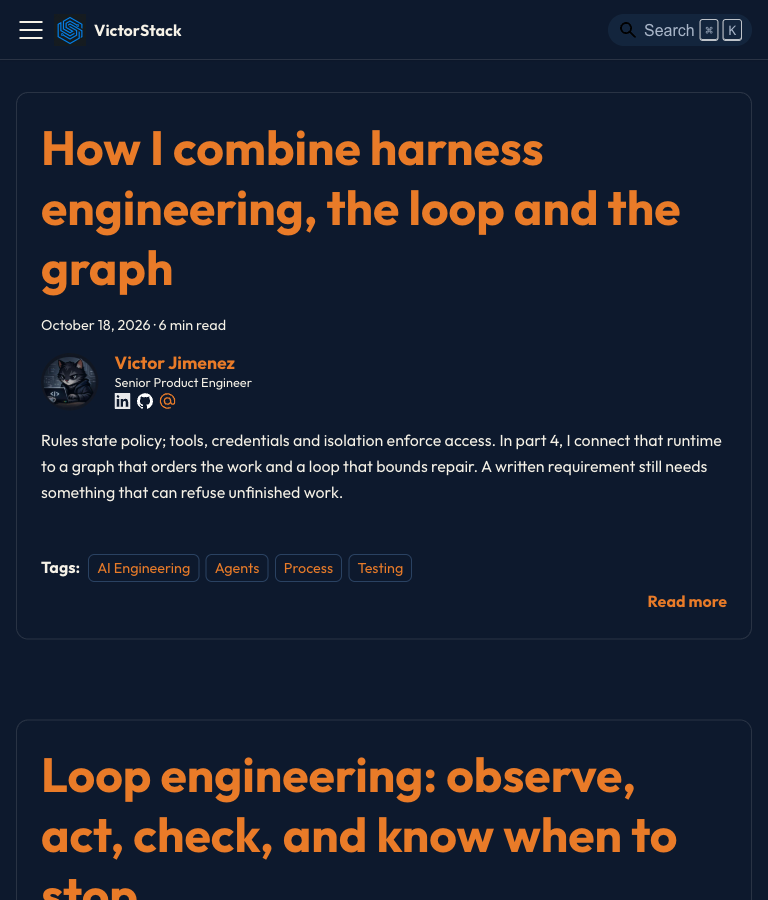 VictorStack
Search ⌘ K
How I combine harness
engineering, the loop and the
graph
October 18, 2026 · 6 min read
Victor Jimenez
Senior Product Engineer
Rules state policy; tools, credentials and isolation enforce access. In part 4, I connect that runtime
to a graph that orders the work and a loop that bounds repair. A written requirement still needs
something that can refuse unfinished work.
Tags: AI Engineering Agents Process Testing
Read more
Loop engineering: observe,
act, check, and know when to
stop